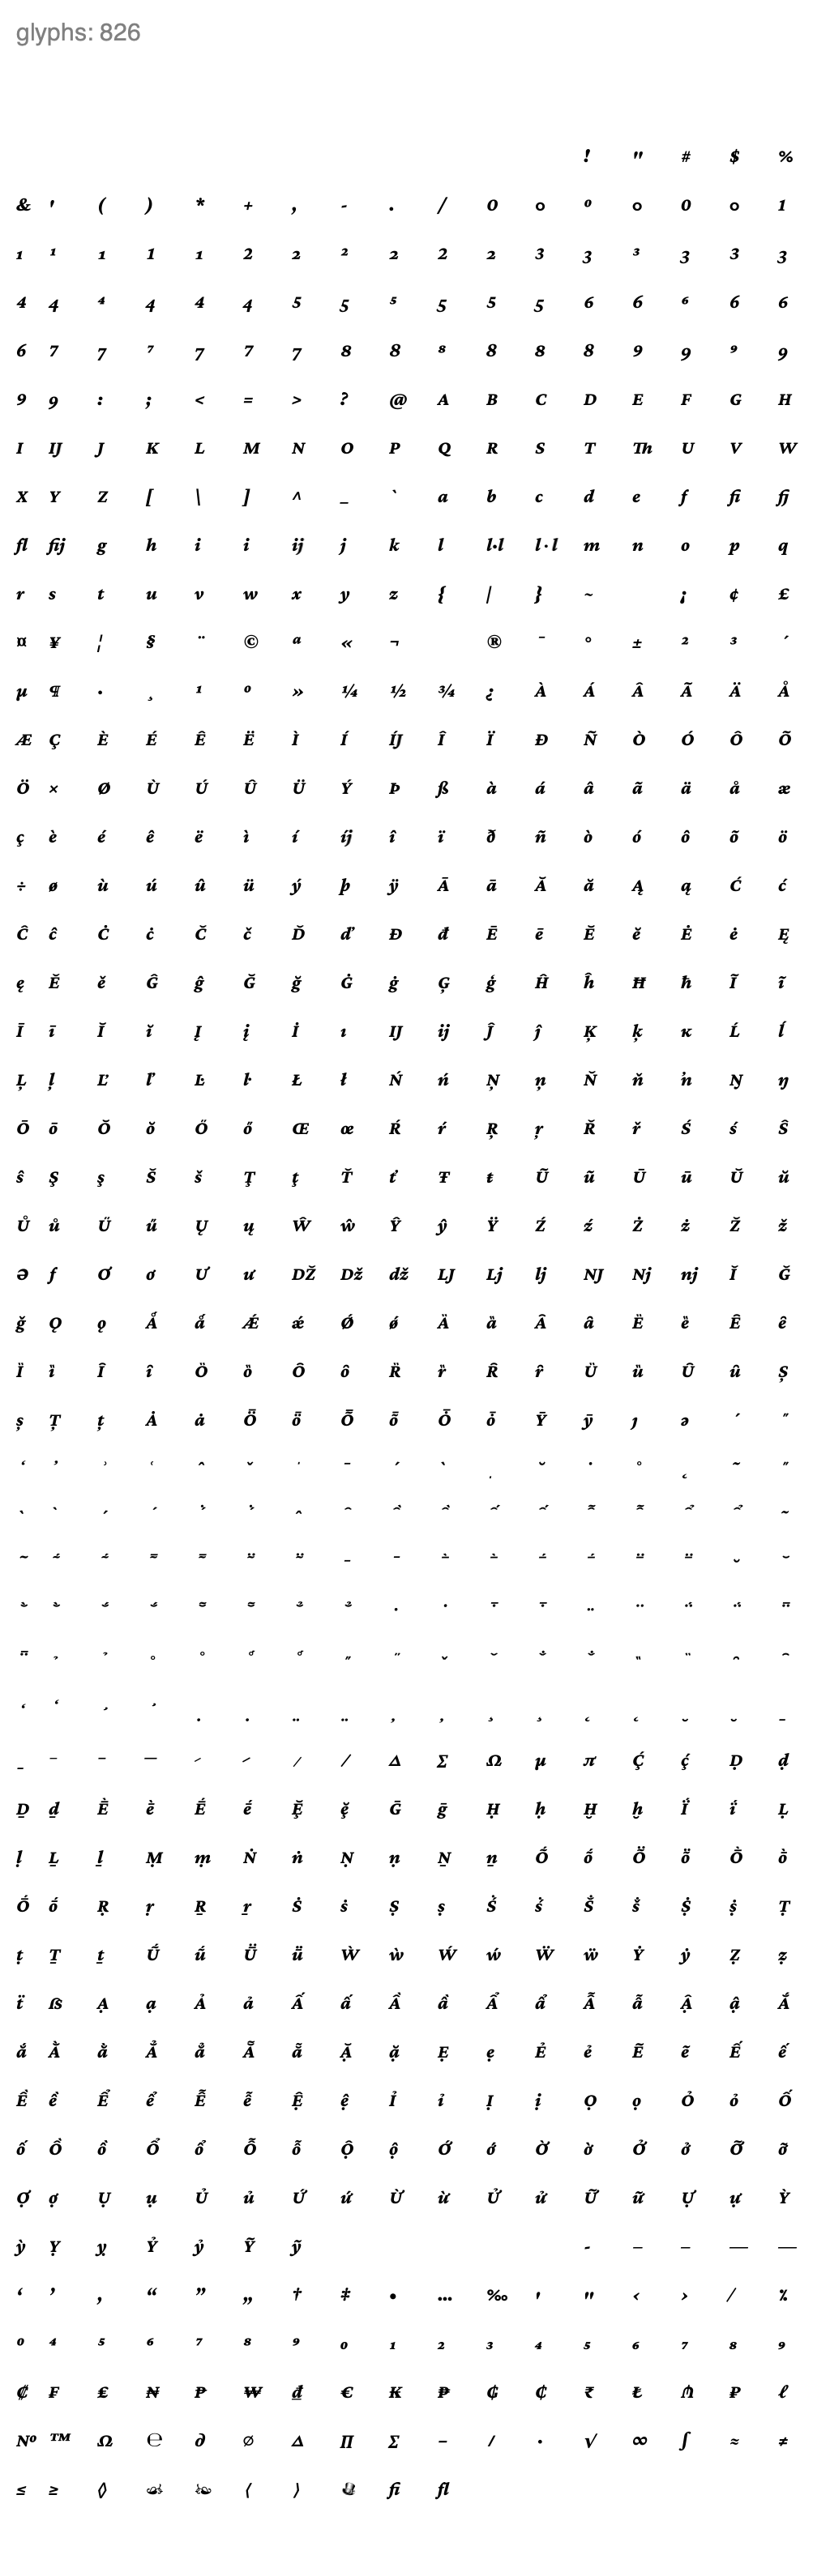 glyphs: 826
! " # $ %
& ' ( ) * + , - . / 0 o º o 0 o 1
1 ¹ 1 1 1 2 2 ² 2 2 2 3 3 ³ 3 3 3
4 4 ⁴ 4 4 4 5 5 ⁵ 5 5 5 6 6 ⁶ 6 6
6 7 7 ⁷ 7 7 7 8 8 ⁸ 8 8 8 9 9 ⁹ 9
9 9 : ; < = > ? @ A B C D E F G H
I IJ J K L M N O P Q R S T Th U V W
X Y Z [ \ ] ^ _ ` a b c d e f fi fj
fl fij g h i i ij j k l l·l l·l m n o p q
r s t u v w x y z { | } ~ ¡ ¢ £
¤ ¥ ¦ § ¨ © ª « ¬ ® ¯ ° ± ² ³ ´
µ ¶ · ¸ ¹ º » ¼ ½ ¾ ¿ À Á Â Ã Ä Å
Æ Ç È É Ê Ë Ì Í ÍJ Î Ï Ð Ñ Ò Ó Ô Õ
Ö × Ø Ù Ú Û Ü Ý Þ ß à á â ã ä å æ
ç è é ê ë ì í íj î ï ð ñ ò ó ô õ ö
÷ ø ù ú û ü ý þ ÿ Ā ā Ă ă Ą ą Ć ć
Ĉ ĉ Ċ ċ Č č Ď ď Đ đ Ē ē Ĕ ĕ Ė ė Ę
ę Ě ě Ĝ ĝ Ğ ğ Ġ ġ Ģ ģ Ĥ ĥ Ħ ħ Ĩ ĩ
Ī ī Ĭ ĭ Į į İ ı IJ ij Ĵ ĵ Ķ ķ ĸ Ĺ ĺ
Ļ ļ Ľ ľ Ŀ ŀ Ł ł Ń ń Ņ ņ Ň ň ŉ Ŋ ŋ
Ō ō Ŏ ŏ Ő ő Œ œ Ŕ ŕ Ŗ ŗ Ř ř Ś ś Ŝ
ŝ Ş ş Š š Ţ ţ Ť ť Ŧ ŧ Ũ ũ Ū ū Ŭ ŭ
Ů ů Ű ű Ų ų Ŵ ŵ Ŷ ŷ Ÿ Ź ź Ż ż Ž ž
Ə ƒ Ơ ơ Ư ư DŽ Dž dž LJ Lj lj NJ Nj nj Ǐ Ǧ
ǧ Ǫ ǫ Ǻ ǻ Ǽ ǽ Ǿ ǿ Ȁ ȁ Ȃ ȃ Ȅ ȅ Ȇ ȇ
Ȉ ȉ Ȋ ȋ Ȍ ȍ Ȏ ȏ Ȑ ȑ Ȓ ȓ Ȕ ȕ Ȗ ȗ Ș
ș Ț ț Ȧ ȧ Ȫ ȫ Ȭ ȭ Ȱ ȱ Ȳ ȳ ȷ ə ʹ ʺ
Δ Σ Ω µ π Ḉ ḉ Ḍ ḍ
Ḏ ḏ Ḕ ḕ Ḗ ḗ Ḝ ḝ Ḡ ḡ Ḥ ḥ Ḫ ḫ Ḯ ḯ Ḷ
ḷ Ḻ ḻ Ṃ ṃ Ṅ ṅ Ṇ ṇ Ṉ ṉ Ṍ ṍ Ṏ ṏ Ṑ ṑ
Ṓ ṓ Ṛ ṛ Ṟ ṟ Ṡ ṡ Ṣ ṣ Ṥ ṥ Ṧ ṧ Ṩ ṩ Ṭ
ṭ Ṯ ṯ Ṹ ṹ Ṻ ṻ Ẁ ẁ Ẃ ẃ Ẅ ẅ Ẏ ẏ Ẓ ẓ
ẗ ẞ Ạ ạ Ả ả Ấ ấ Ầ ầ Ẩ ẩ Ẫ ẫ Ậ ậ Ắ
ắ Ằ ằ Ẳ ẳ Ẵ ẵ Ặ ặ Ẹ ẹ Ẻ ẻ Ẽ ẽ Ế ế
Ề ề Ể ể Ễ ễ Ệ ệ Ỉ ỉ Ị ị Ọ ọ Ỏ ỏ Ố
ố Ồ ồ Ổ ổ Ỗ ỗ Ộ ộ Ớ ớ Ờ ờ Ở ở Ỡ ỡ
Ợ ợ Ụ ụ Ủ ủ Ứ ứ Ừ ừ Ử ử Ữ ữ Ự ự Ỳ
ỳ Ỵ ỵ Ỷ ỷ Ỹ ỹ ‐ – – — —
‘ ’ ‚ “ ” „ † ‡ • … ‰ ′ ″ ‹ › ⁄ ⁒
⁰ ⁴ ⁵ ⁶ ⁷ ⁸ ⁹ ₀ ₁ ₂ ₃ ₄ ₅ ₆ ₇ ₈ ₉
₡ ₣ ₤ ₦ ₱ ₩ ₫ € ₭ ₱ ₲ ₵ ₹ ₺ ₼ ₽ ℓ
№ ™ Ω ℮ ∂ ∅ ∆ ∏ ∑ − ∕ ∙ √ ∞ ∫ ≈ ≠
≤ ≥ ◊ ☙ ❧ ⟨ ⟩ fi fl